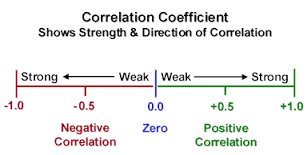 Correlation Coefficient
Shows Strength & Direction of Correlation
Strong Weak Weak Strong
-1.0 -0.5 0.0 +0.5 +1.0
Negative Zero Positive
Correlation Correlation